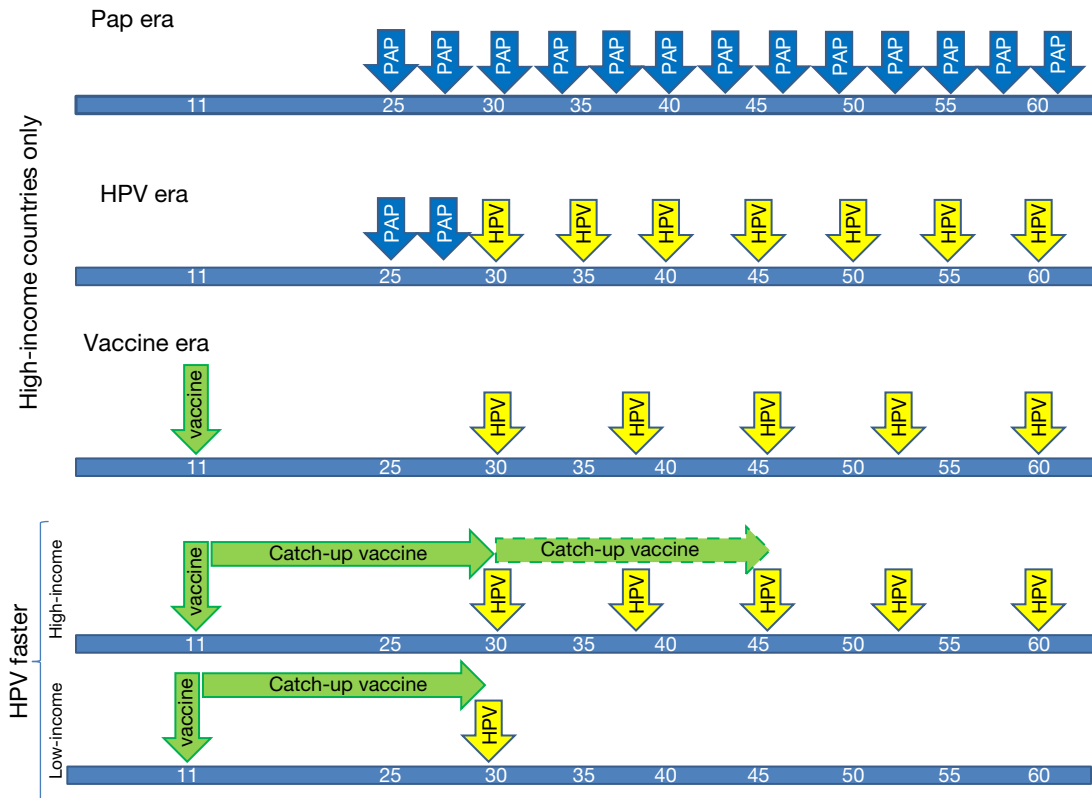 Pap era
PAP PAP PAP PAP PAP PAP PAP PAP PAP PAP PAP PAP PAP
11 25 30 35 40 45 50 55 60
High-income countries only
HPV era
PAP PAP HPV HPV HPV HPV HPV HPV HPV
11 25 30 35 40 45 50 55 60
Vaccine era
vaccine HPV HPV HPV HPV HPV
11 25 30 35 40 45 50 55 60
HPV faster
High-income
Catch-up vaccine Catch-up vaccine
vaccine HPV HPV HPV HPV HPV
11 25 30 35 40 45 50 55 60
Low-income
Catch-up vaccine
vaccine HPV
11 25 30 35 40 45 50 55 60